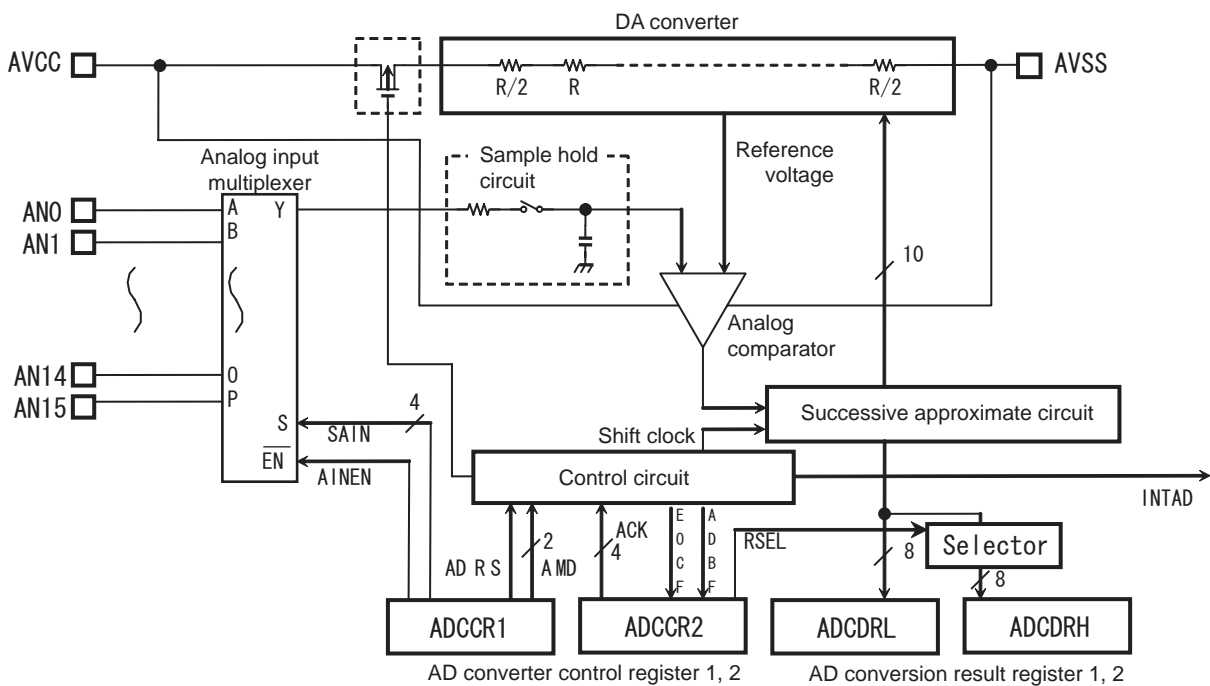 DA converter
AVCC
AVSS
R/2
R
R/2
Analog input
multiplexer
Sample hold
circuit
Reference
voltage
AN0
AN1
A
B
Y
10
Analog
comparator
AN14
AN15
O
P
S
EN
4
SAIN
AINEN
Successive approximate circuit
Shift clock
Control circuit
INTAD
ADRS
2
AMD
ACK
4
EOCF
ADBF
RSEL
8
Selector
8
ADCCR1
ADCCR2
ADCDRL
ADCDRH
AD converter control register 1, 2
AD conversion result register 1, 2